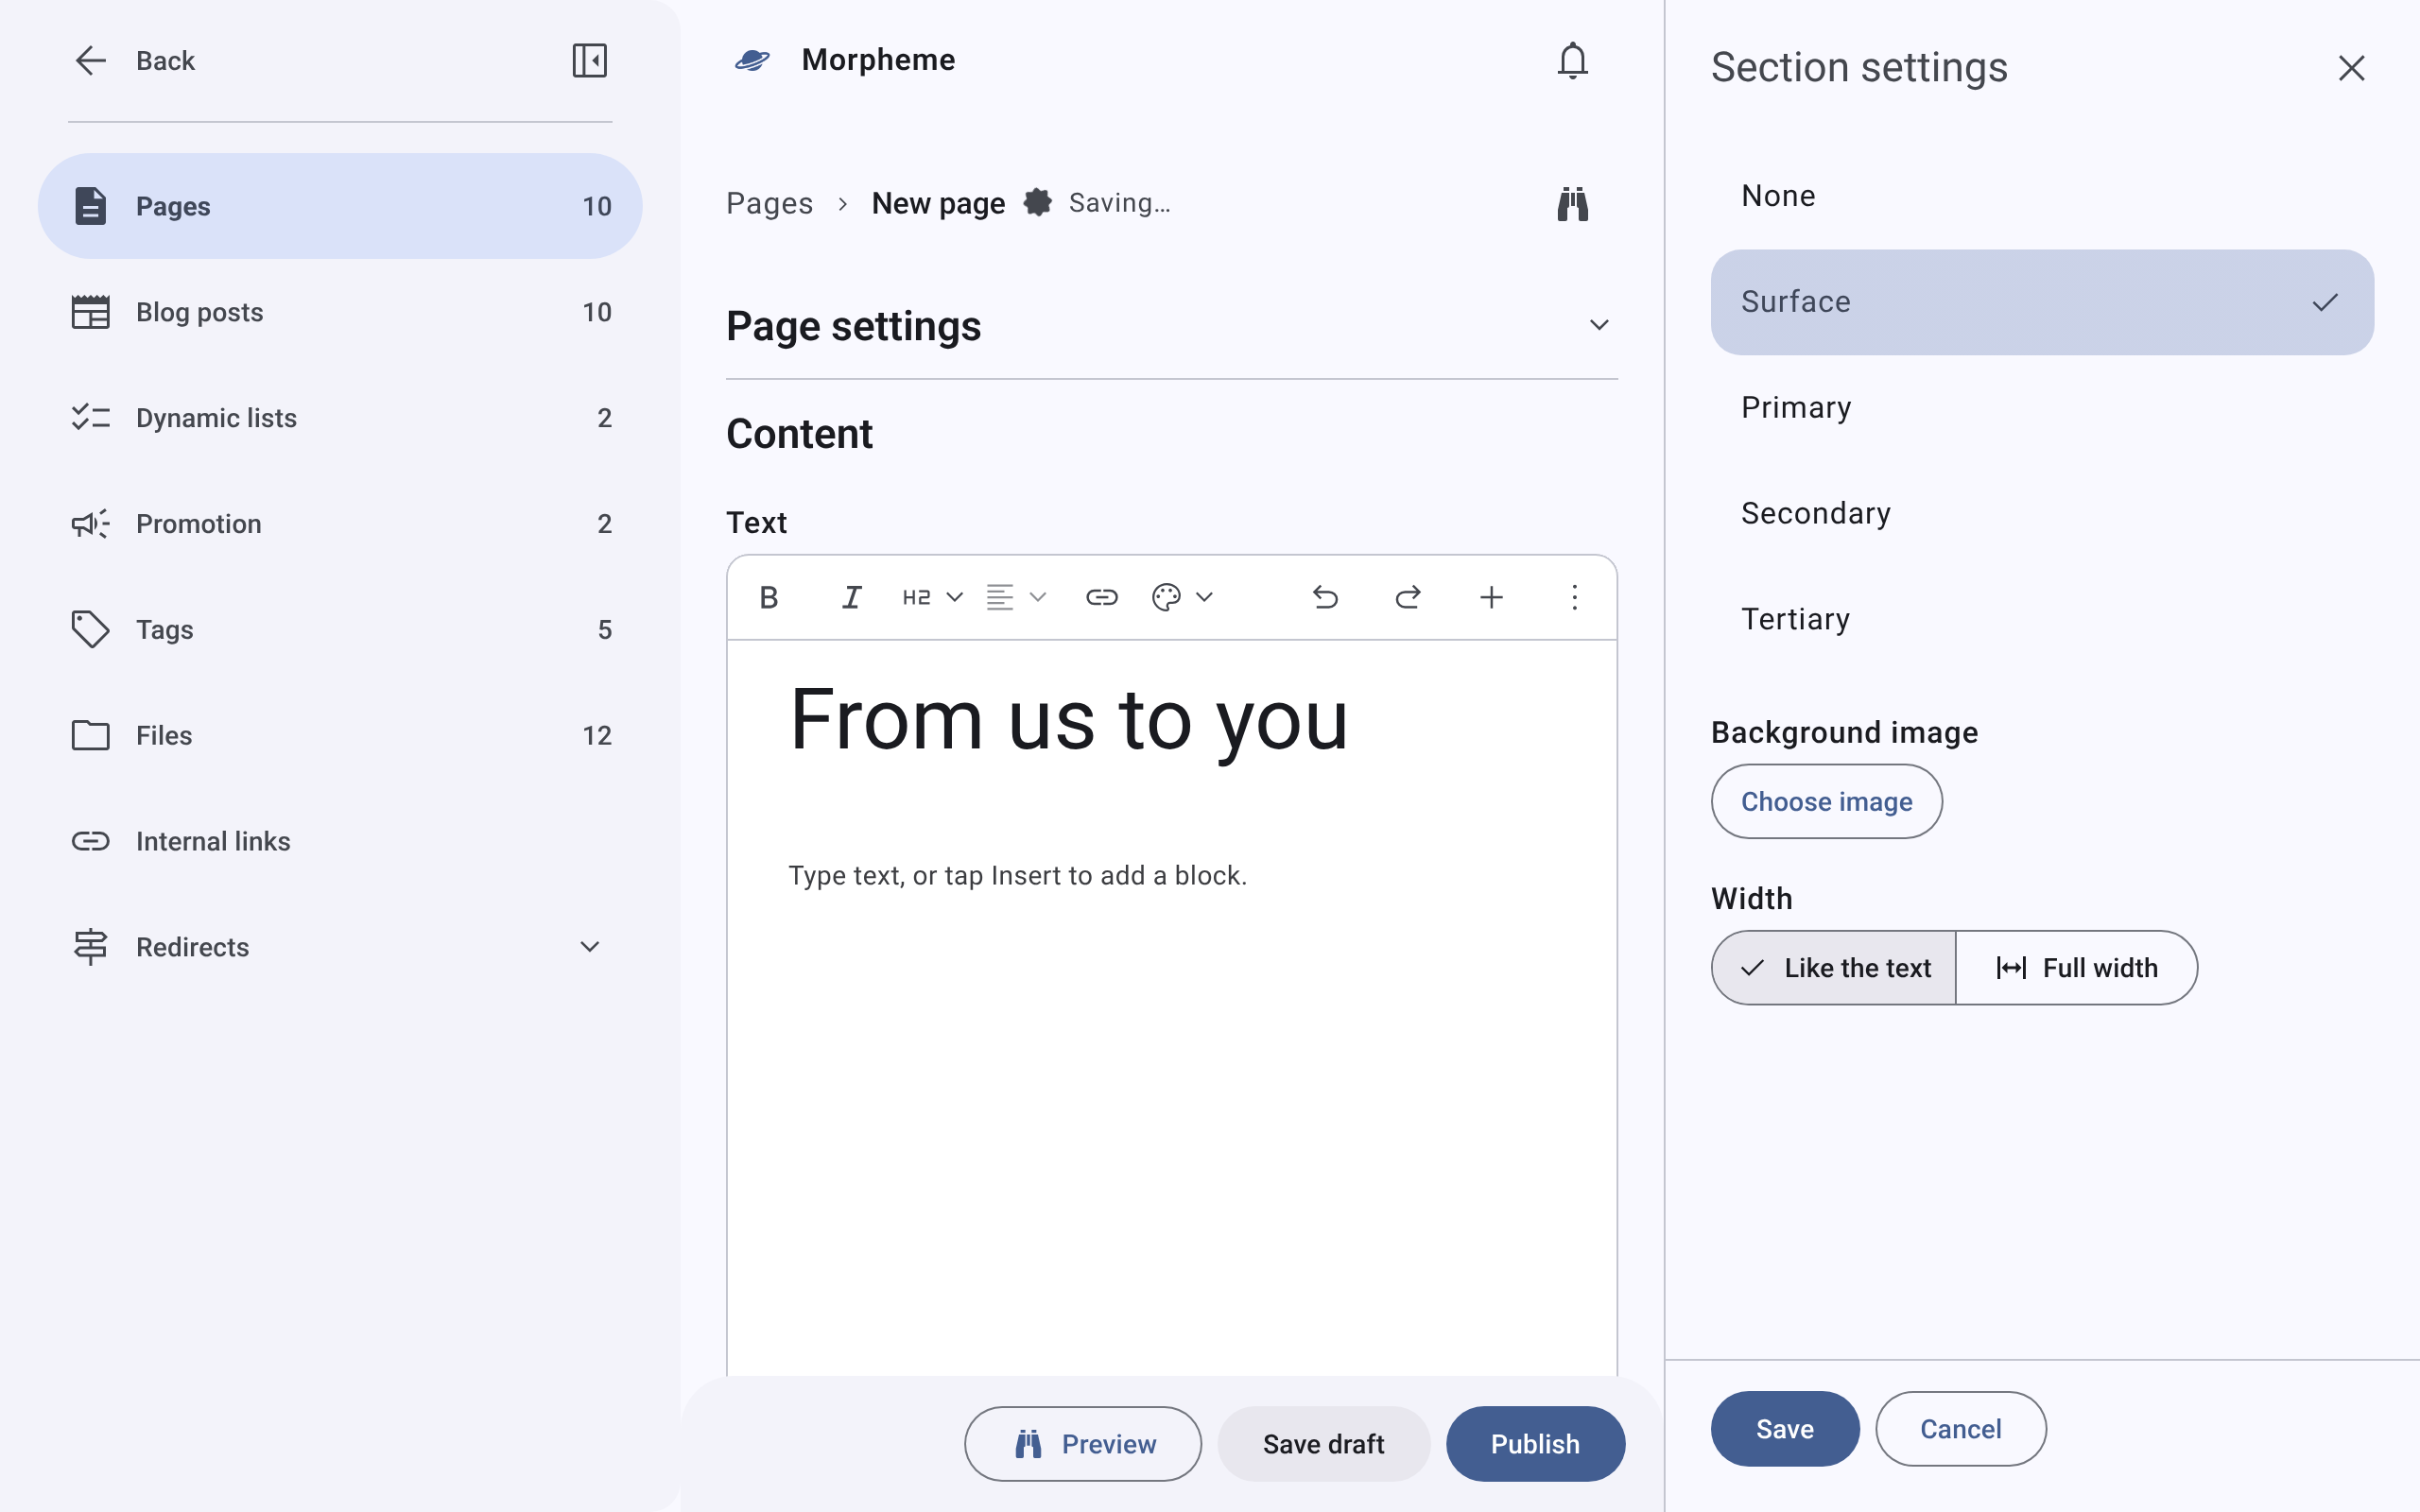 Back
Pages 10
Blog posts 10
Dynamic lists 2
Promotion 2
Tags 5
Files 12
Internal links
Redirects
Morpheme
Pages › New page Saving…
Page settings
Content
Text
B I H2
From us to you
Type text, or tap Insert to add a block.
Preview Save draft Publish
Section settings
None
Surface
Primary
Secondary
Tertiary
Background image
Choose image
Width
Like the text Full width
Save Cancel